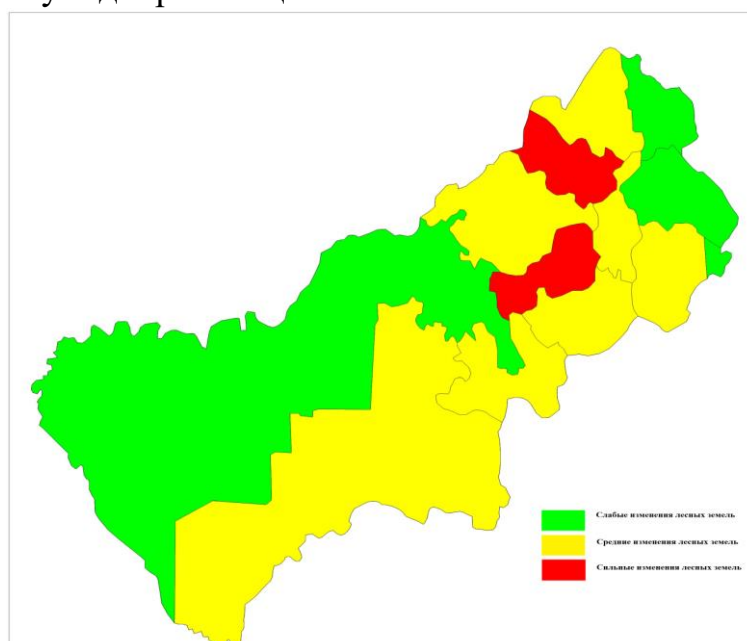 Слабые изменения лесных земель
Средние изменения лесных земель
Сильные изменения лесных земель